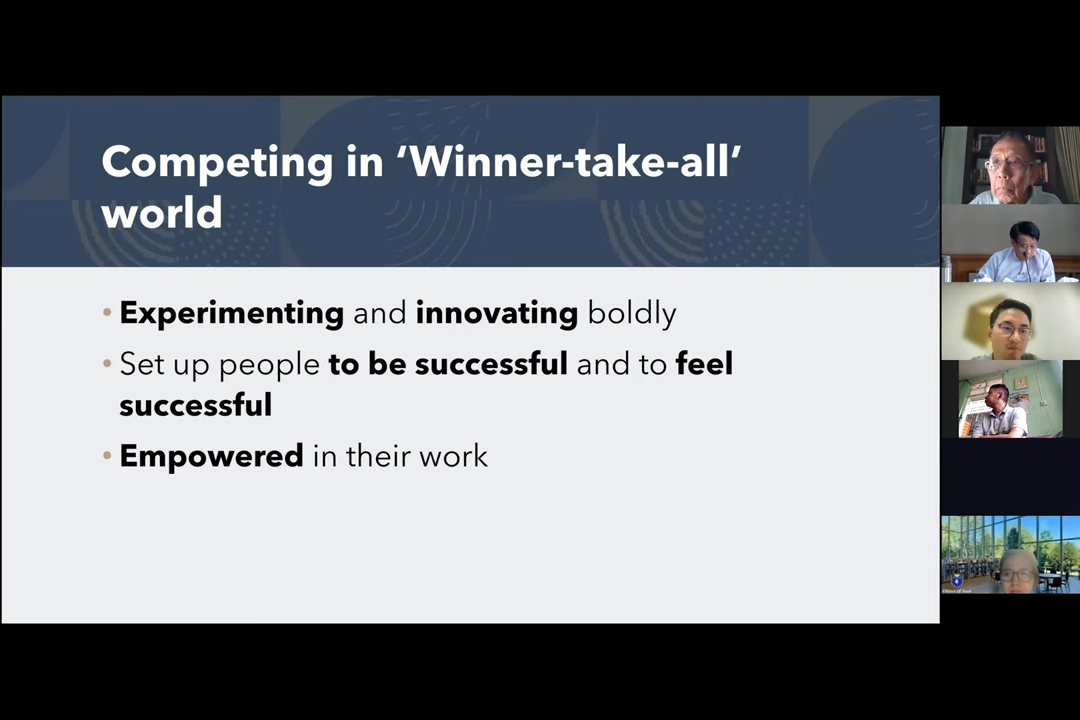 Competing in ‘Winner-take-all’
world
• Experimenting and innovating boldly
• Set up people to be successful and to feel
successful
• Empowered in their work